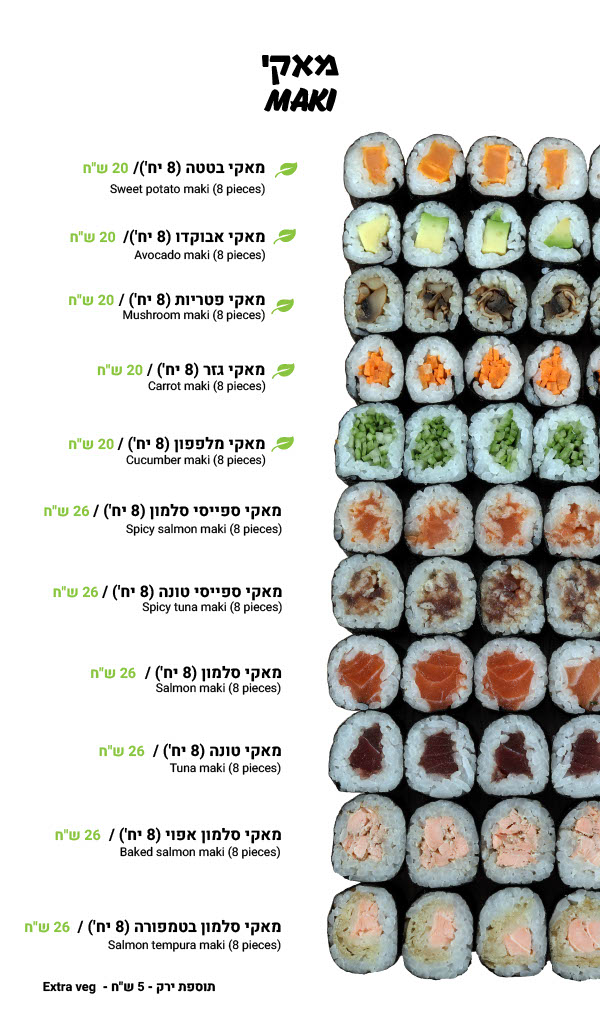 מאקי
MAKI
מאקי בטטה (8 יח')/ 20 ש"ח
Sweet potato maki (8 pieces)
מאקי אבוקדו (8 יח')/ 20 ש"ח
Avocado maki (8 pieces)
מאקי פטריות (8 יח') / 20 ש"ח
Mushroom maki (8 pieces)
מאקי גזר (8 יח') / 20 ש"ח
Carrot maki (8 pieces)
מאקי מלפפון (8 יח') / 20 ש"ח
Cucumber maki (8 pieces)
מאקי ספייסי סלמון (8 יח') / 26 ש"ח
Spicy salmon maki (8 pieces)
מאקי ספייסי טונה (8 יח') / 26 ש"ח
Spicy tuna maki (8 pieces)
מאקי סלמון (8 יח') / 26 ש"ח
Salmon maki (8 pieces)
מאקי טונה (8 יח') / 26 ש"ח
Tuna maki (8 pieces)
מאקי סלמון אפוי (8 יח') / 26 ש"ח
Baked salmon maki (8 pieces)
מאקי סלמון בטמפורה (8 יח') / 26 ש"ח
Salmon tempura maki (8 pieces)
תוספת ירק - 5 ש"ח - Extra veg